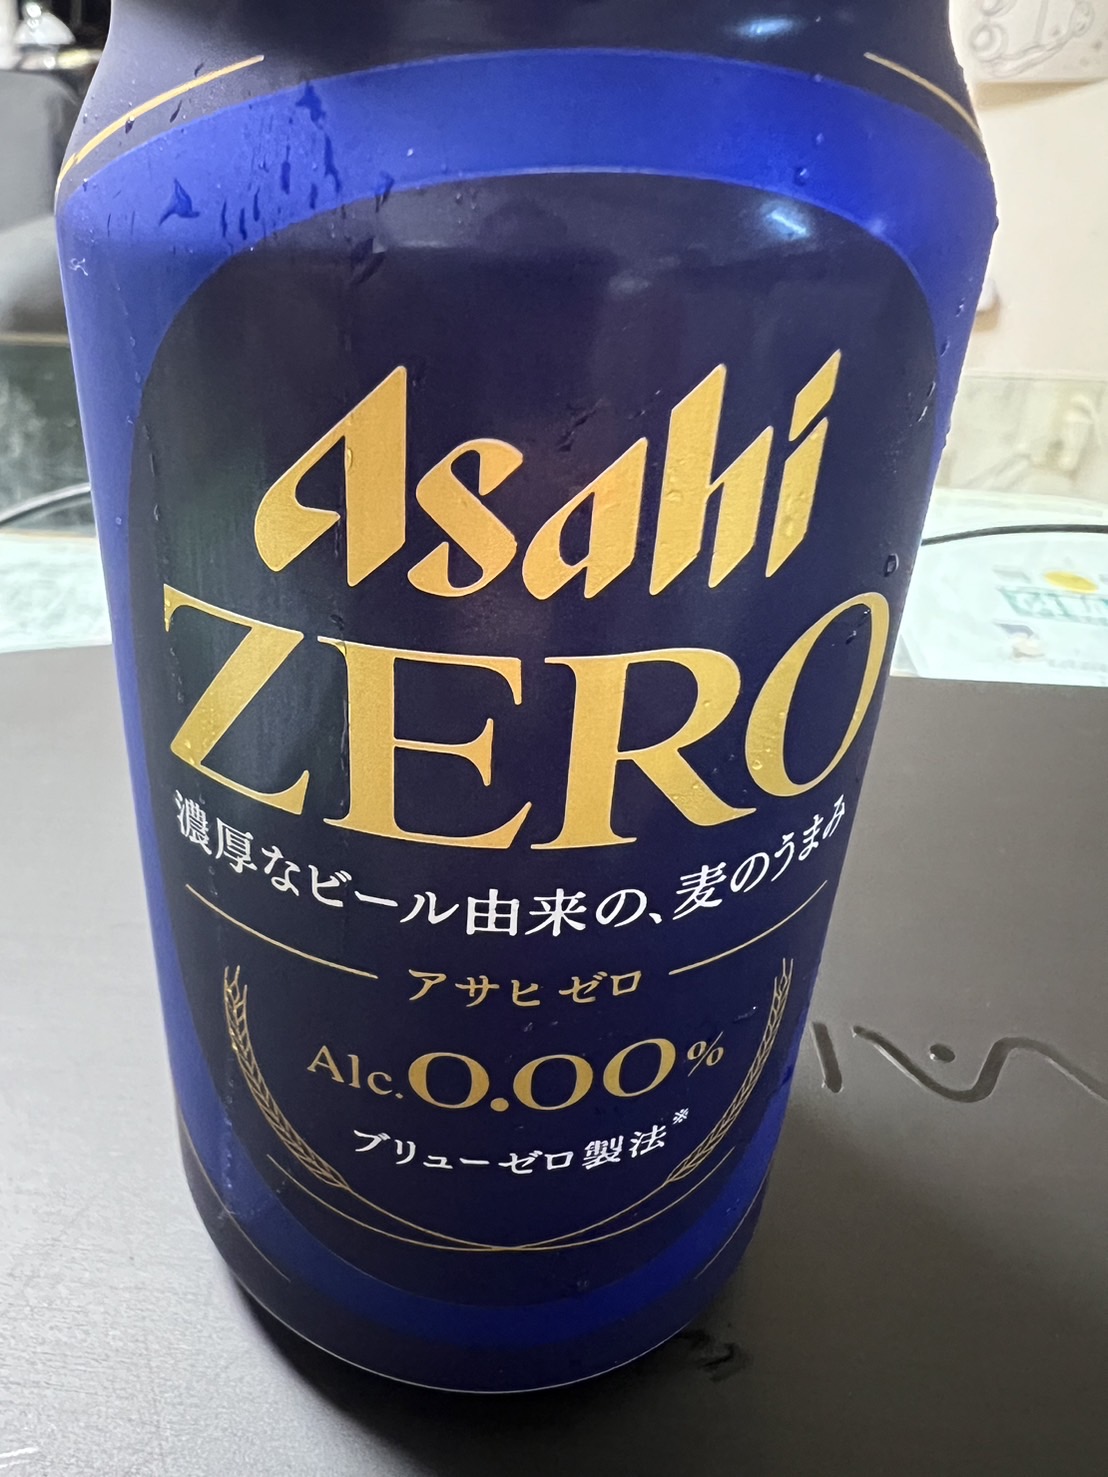 Asahi
ZERO
濃厚なビール由来の、麦のうまみ
アサヒ ゼロ
Alc.0.00%
ブリューゼロ製法※